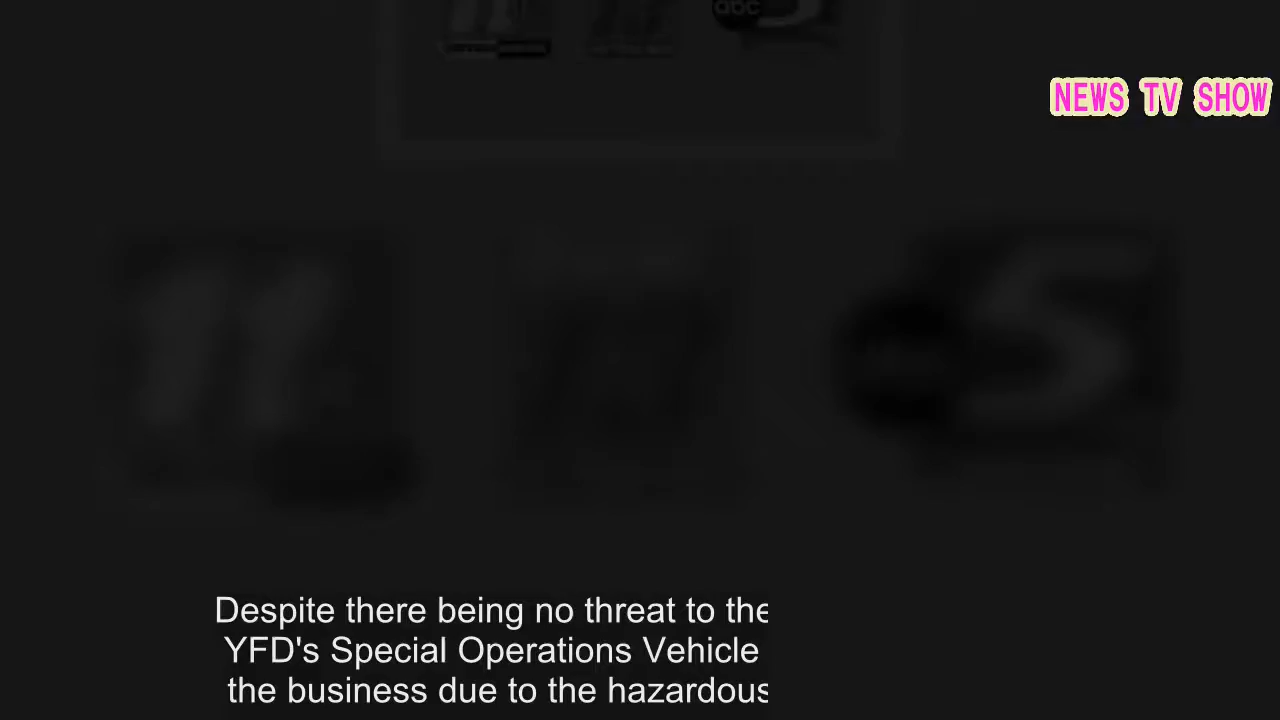 abc
NEWS TV SHOW
Despite there being no threat to the
YFD's Special Operations Vehicle
the business due to the hazardous